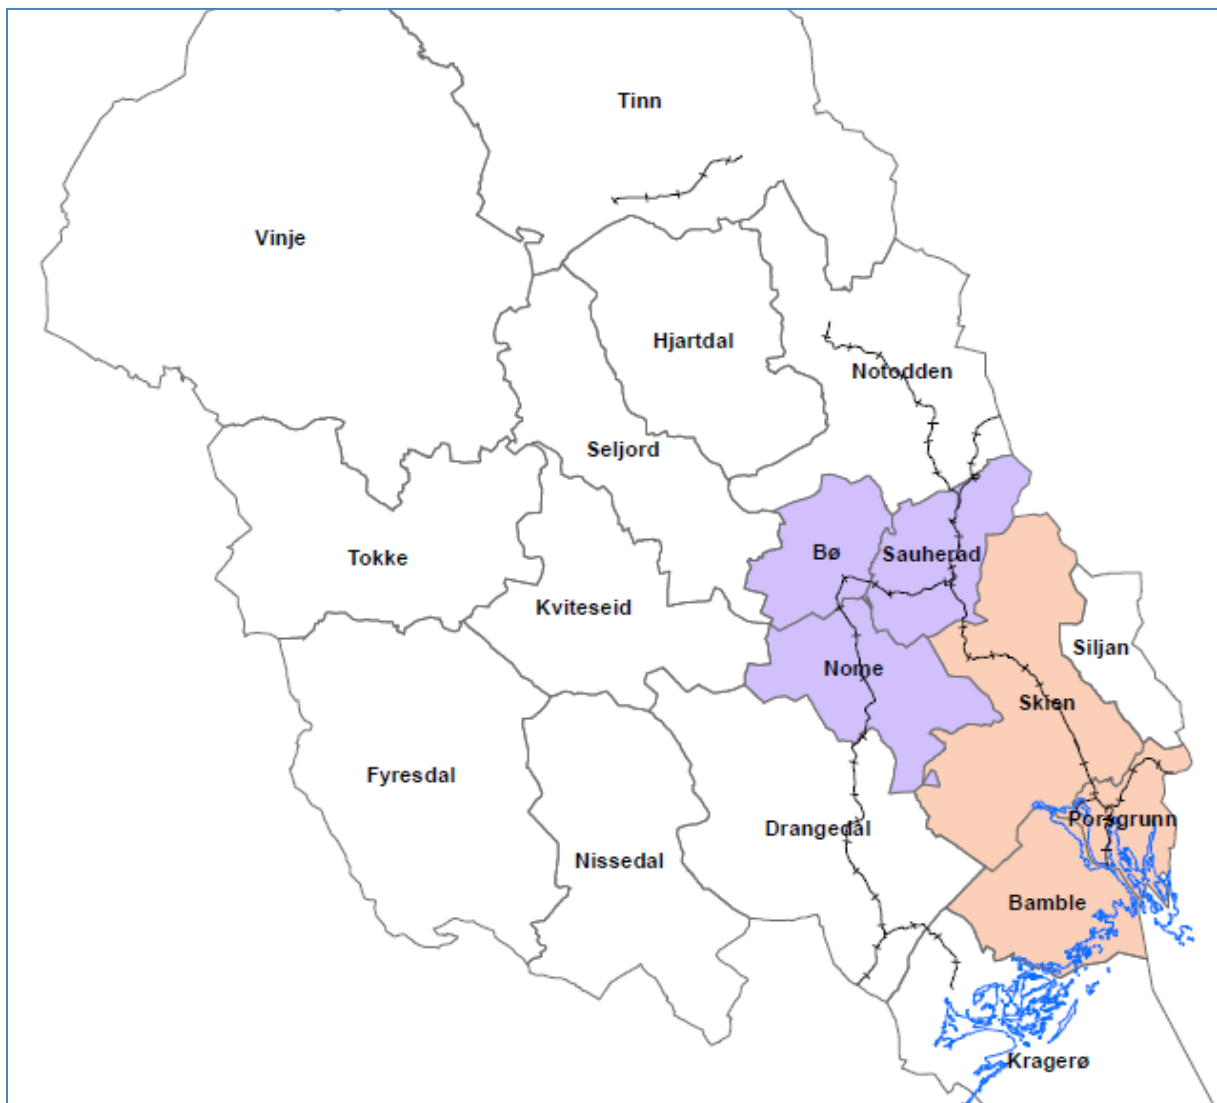 Tinn
Vinje
Hjartdal
Notodden
Seljord
Bø
Sauherad
Tokke
Kviteseid
Siljan
Nome
Skien
Fyresdal
Porsgrunn
Drangedal
Nissedal
Bamble
Kragerø